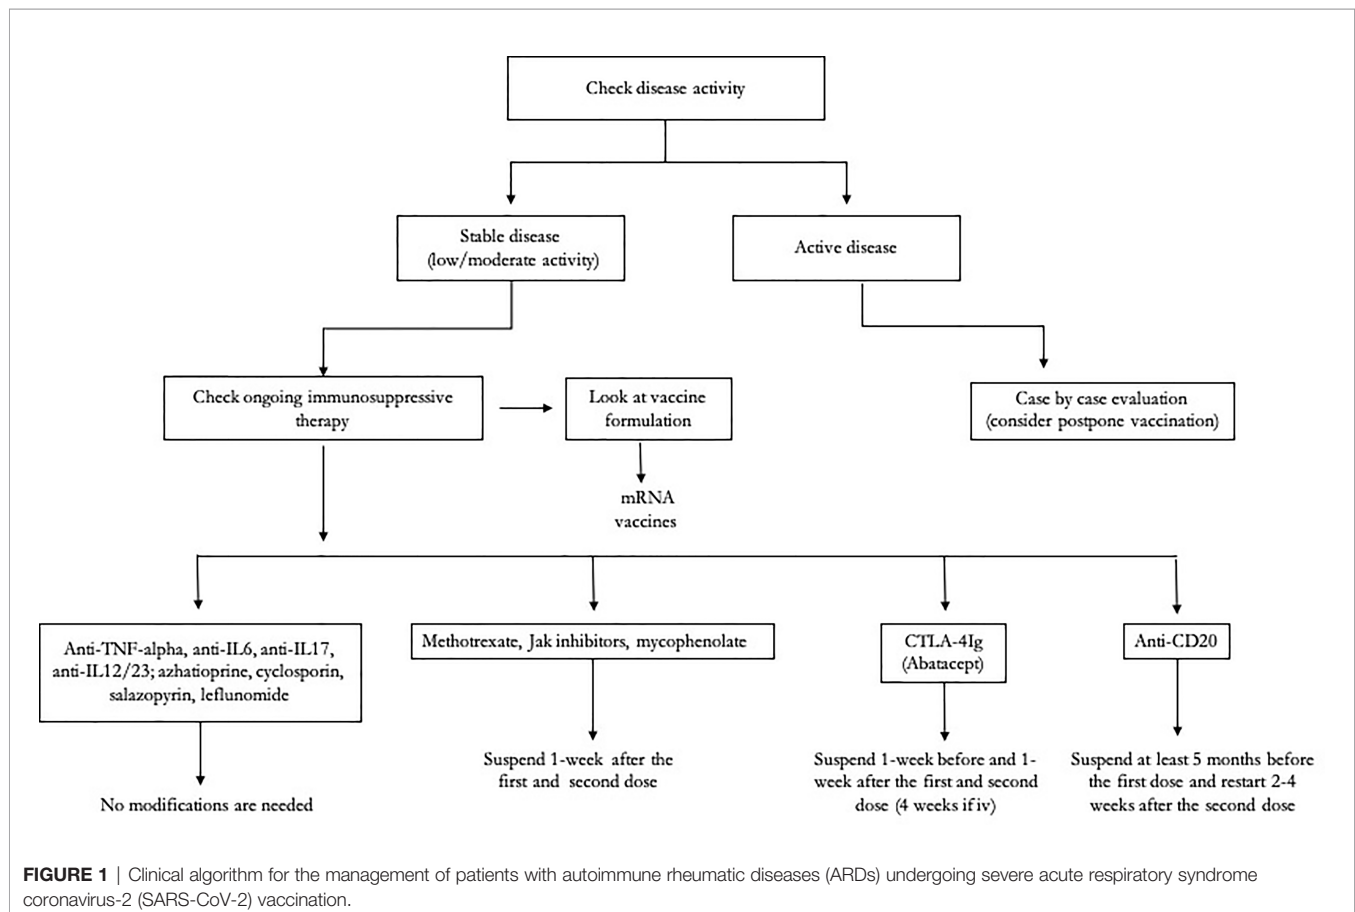 Check disease activity
Stable disease
(low/moderate activity)
Active disease
Check ongoing immunosuppressive
therapy
Look at vaccine
formulation
Case by case evaluation
(consider postpone vaccination)
mRNA
vaccines
Anti-TNF-alpha, anti-IL6, anti-IL17,
anti-IL12/23; azhatioprine, cyclosporin,
salazopyrin, leflunomide
Methotrexate, Jak inhibitors, mycophenolate
CTLA-4Ig
(Abatacept)
Anti-CD20
No modifications are needed
Suspend 1-week after the
first and second dose
Suspend 1-week before and 1-
week after the first and second
dose (4 weeks if iv)
Suspend at least 5 months before
the first dose and restart 2-4
weeks after the second dose
FIGURE 1 | Clinical algorithm for the management of patients with autoimmune rheumatic diseases (ARDs) undergoing severe acute respiratory syndrome
coronavirus-2 (SARS-CoV-2) vaccination.